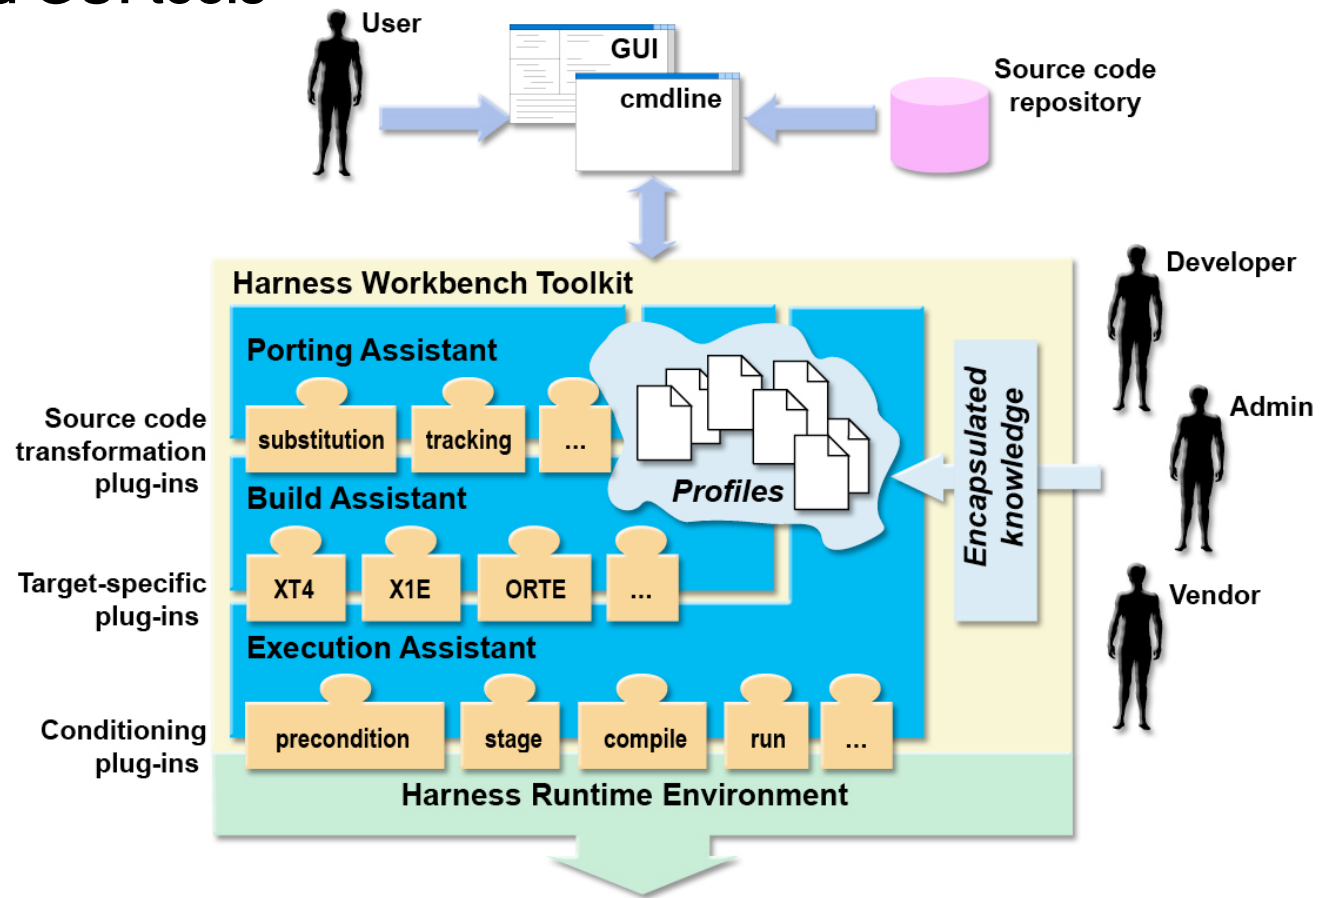 User
GUI
cmdline
Source code
repository
Harness Workbench Toolkit
Developer
Porting Assistant
substitution
tracking
...
Source code
transformation
plug-ins
Profiles
Encapsulated
knowledge
Admin
Build Assistant
XT4
X1E
ORTE
...
Target-specific
plug-ins
Vendor
Execution Assistant
precondition
stage
compile
run
...
Conditioning
plug-ins
Harness Runtime Environment